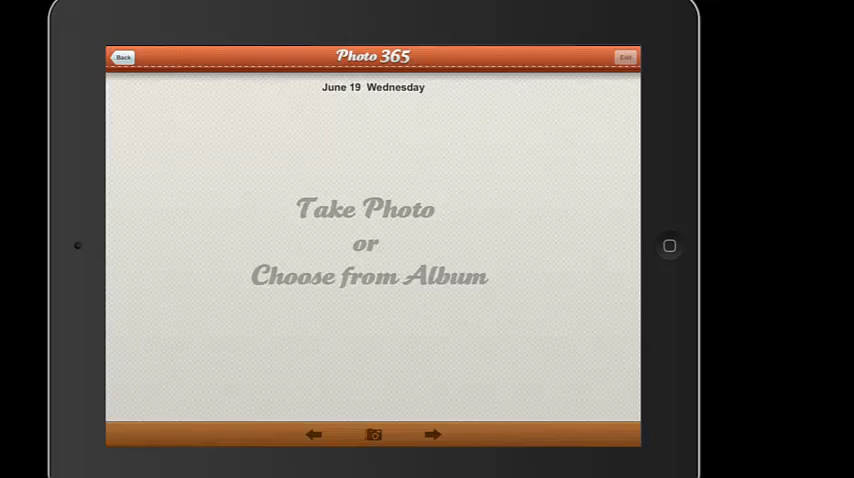 Back
Photo 365
Edit
June 19 Wednesday
Take Photo
or
Choose from Album